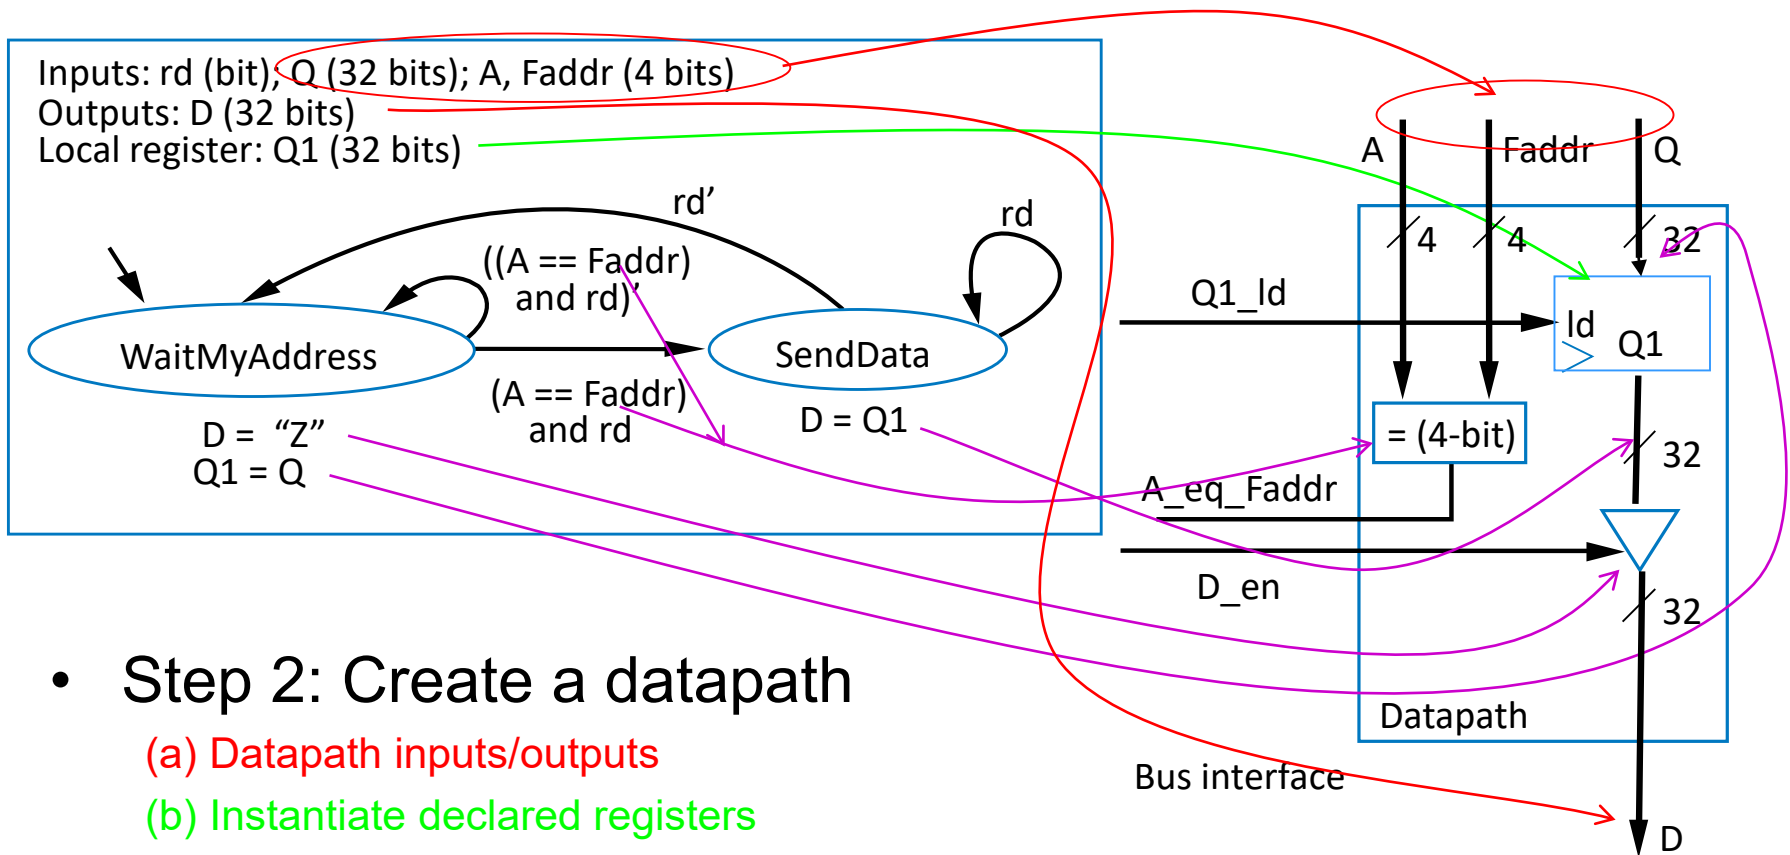 Inputs: rd (bit); Q (32 bits); A, Faddr (4 bits)
Outputs: D (32 bits)
Local register: Q1 (32 bits)
rd’
rd
((A == Faddr)
and rd)’
WaitMyAddress
SendData
(A == Faddr)
and rd
D = “Z”
Q1 = Q
D = Q1
A
Faddr
Q
4
4
32
Q1_ld
ld
Q1
= (4-bit)
32
A_eq_Faddr
D_en
32
Datapath
Bus interface
D
• Step 2: Create a datapath
(a) Datapath inputs/outputs
(b) Instantiate declared registers